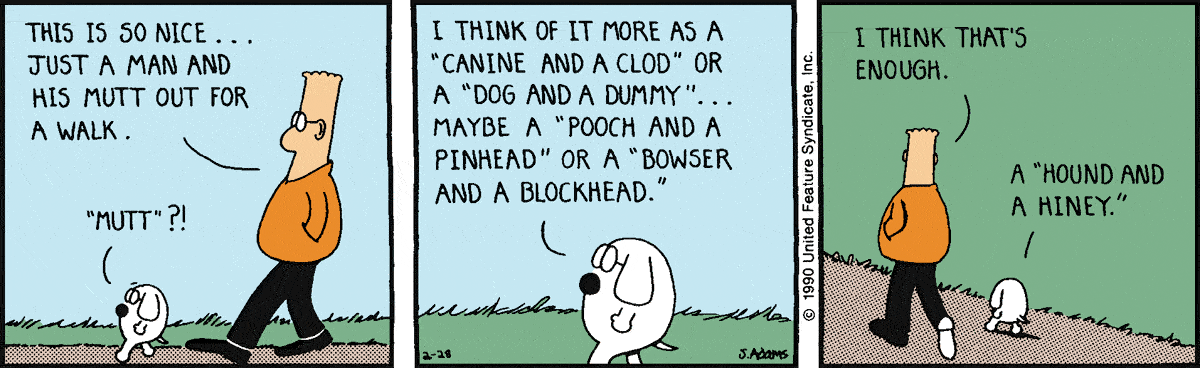 THIS IS SO NICE...
JUST A MAN AND
HIS MUTT OUT FOR
A WALK.
"MUTT"?!
I THINK OF IT MORE AS A
"CANINE AND A CLOD" OR
A "DOG AND A DUMMY"...
MAYBE A "POOCH AND A
PINHEAD" OR A "BOWSER
AND A BLOCKHEAD."
2-28
S.Adams
© 1990 United Feature Syndicate, Inc.
I THINK THAT'S
ENOUGH.
A "HOUND AND
A HINEY."